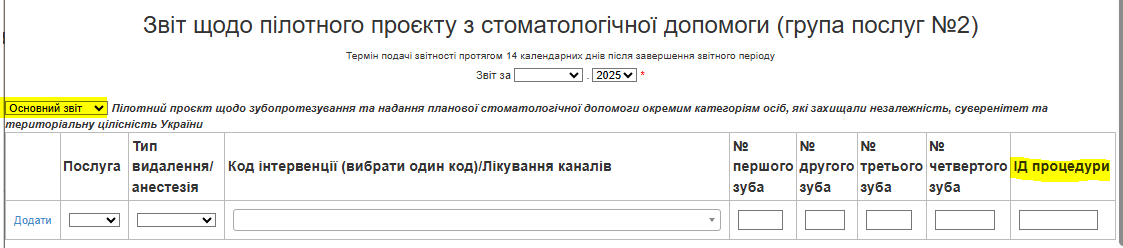 Звіт щодо пілотного проєкту з стоматологічної допомоги (група послуг №2)
Термін подачі звітності протягом 14 календарних днів після завершення звітного періоду
Звіт за . 2025 *
Основний звіт Пілотний проєкт щодо зубопротезування та надання планової стоматологічної допомоги окремим категоріям осіб, які захищали незалежність, суверенітет та
територіальну цілісність України
Послуга
Тип
видалення/
анестезія
Код інтервенції (вибрати один код)/Лікування каналів
№
першого
зуба
№
другого
зуба
№
третього
зуба
№
четвертого
зуба
ІД процедури
Додати